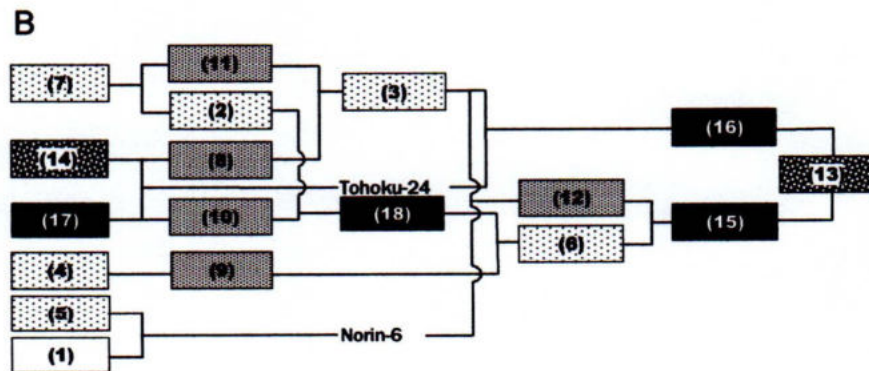 B
(7) (11) (2) (3) (16)
(14) (8) (13)
Tohoku-24
(17) (10) (18) (12) (15)
(6)
(4) (9)
(5)
Norin-6
(1)